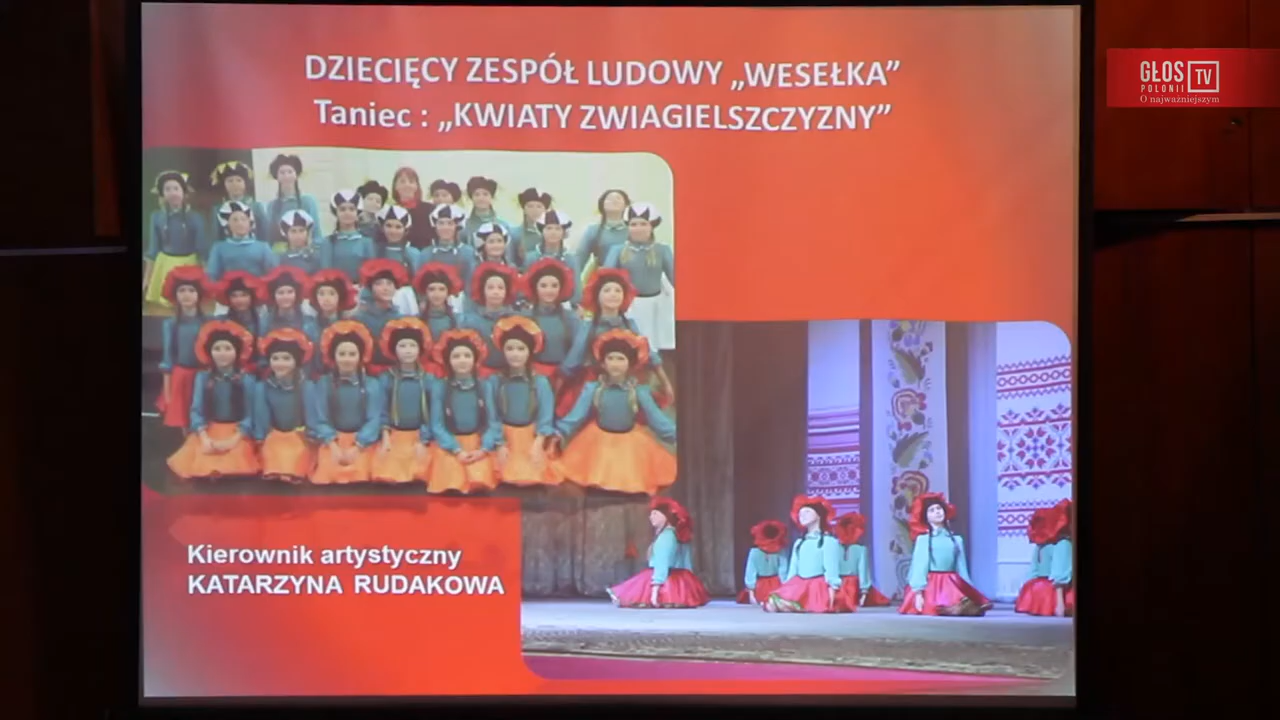 DZIECIĘCY ZESPÓŁ LUDOWY „WESEŁKA”
Taniec : „KWIATY ZWIAGIELSZCZYZNY”
GŁOS TV
POLONII
O najważniejszym
Kierownik artystyczny
KATARZYNA RUDAKOWA